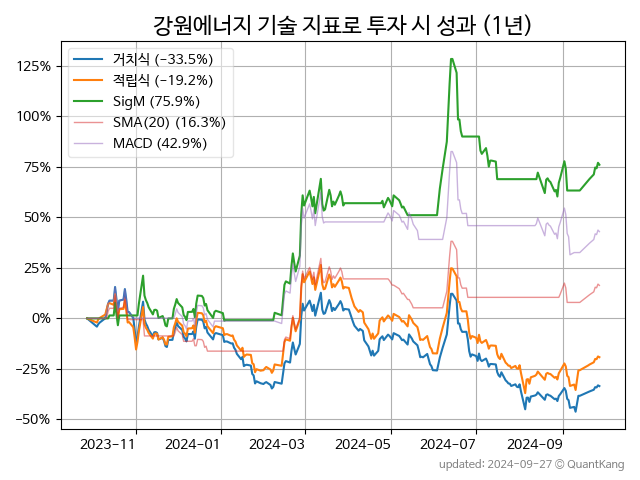 강원에너지 기술 지표로 투자 시 성과 (1년)
거치식 (−33.5%)
적립식 (−19.2%)
SigM (75.9%)
SMA(20) (16.3%)
MACD (42.9%)
125%
100%
75%
50%
25%
0%
−25%
−50%
2023-11 2024-01 2024-03 2024-05 2024-07 2024-09
updated: 2024-09-27 © QuantKang